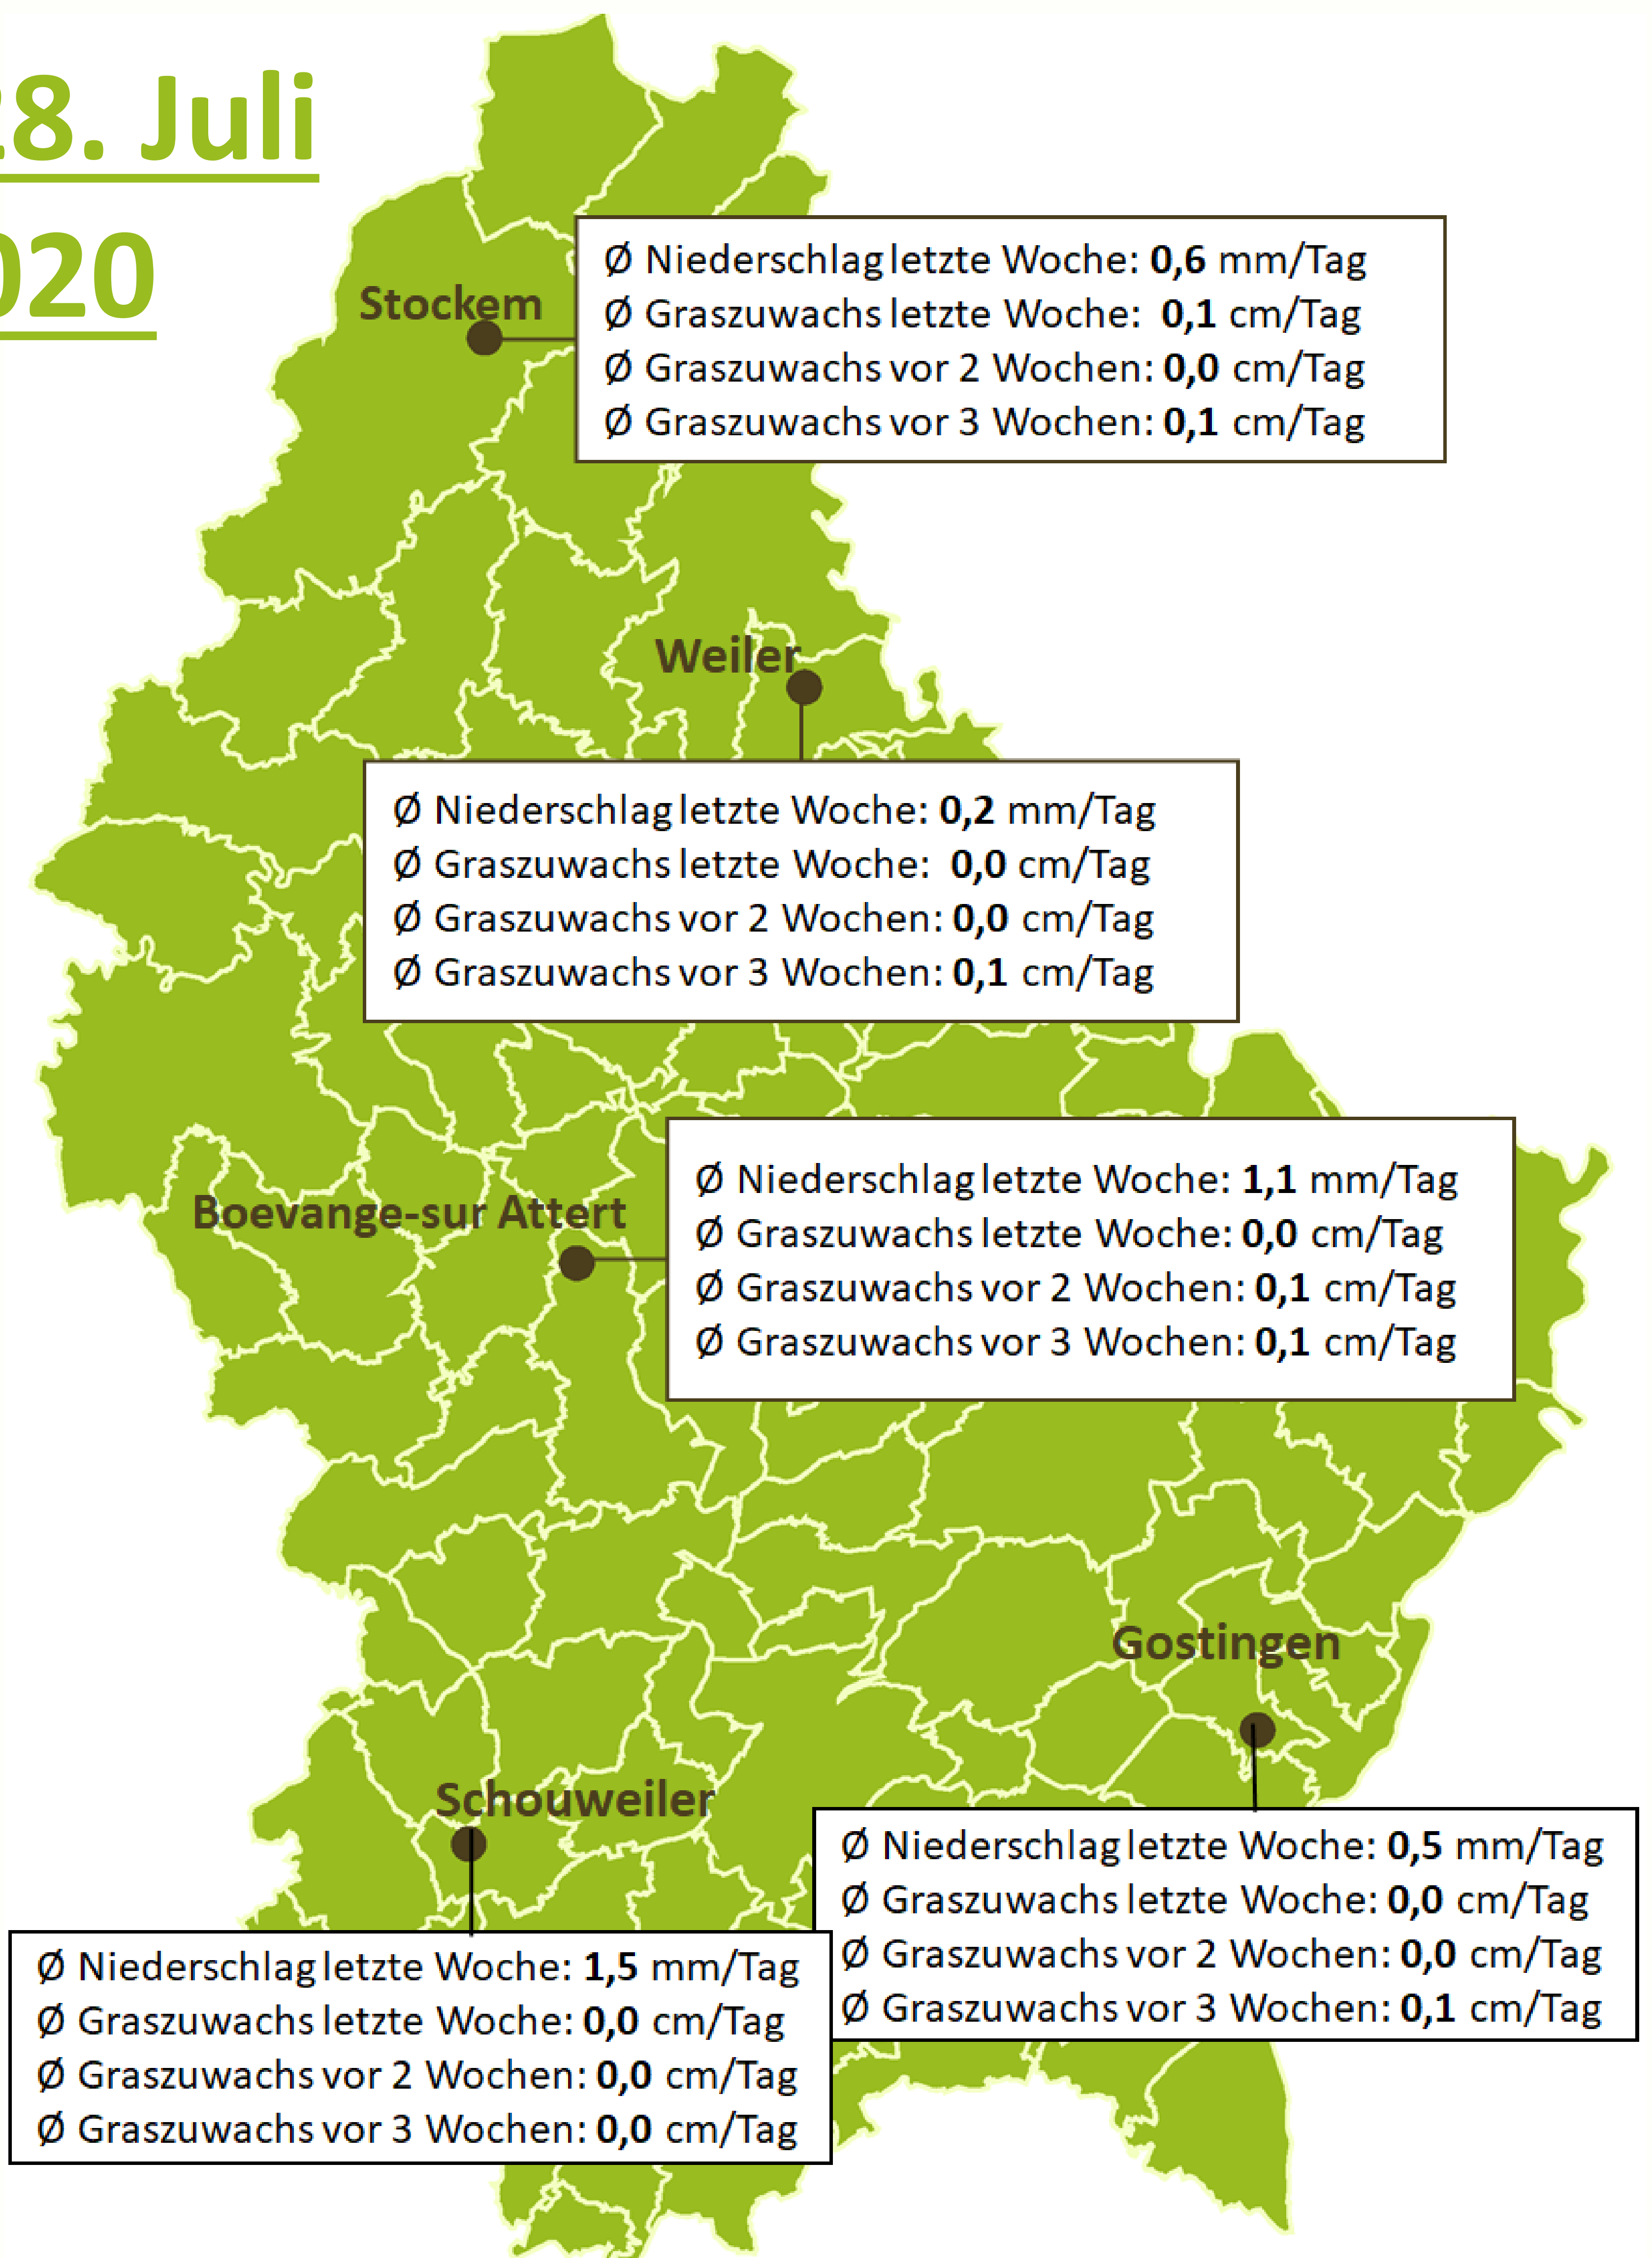 28. Juli
020
Stockem
Ø Niederschlag letzte Woche: 0,6 mm/Tag
Ø Graszuwachs letzte Woche: 0,1 cm/Tag
Ø Graszuwachs vor 2 Wochen: 0,0 cm/Tag
Ø Graszuwachs vor 3 Wochen: 0,1 cm/Tag
Weiler
Ø Niederschlag letzte Woche: 0,2 mm/Tag
Ø Graszuwachs letzte Woche: 0,0 cm/Tag
Ø Graszuwachs vor 2 Wochen: 0,0 cm/Tag
Ø Graszuwachs vor 3 Wochen: 0,1 cm/Tag
Boevange-sur Attert
Ø Niederschlag letzte Woche: 1,1 mm/Tag
Ø Graszuwachs letzte Woche: 0,0 cm/Tag
Ø Graszuwachs vor 2 Wochen: 0,1 cm/Tag
Ø Graszuwachs vor 3 Wochen: 0,1 cm/Tag
Gostingen
Ø Niederschlag letzte Woche: 0,5 mm/Tag
Ø Graszuwachs letzte Woche: 0,0 cm/Tag
Ø Graszuwachs vor 2 Wochen: 0,0 cm/Tag
Ø Graszuwachs vor 3 Wochen: 0,1 cm/Tag
Schouweiler
Ø Niederschlag letzte Woche: 1,5 mm/Tag
Ø Graszuwachs letzte Woche: 0,0 cm/Tag
Ø Graszuwachs vor 2 Wochen: 0,0 cm/Tag
Ø Graszuwachs vor 3 Wochen: 0,0 cm/Tag